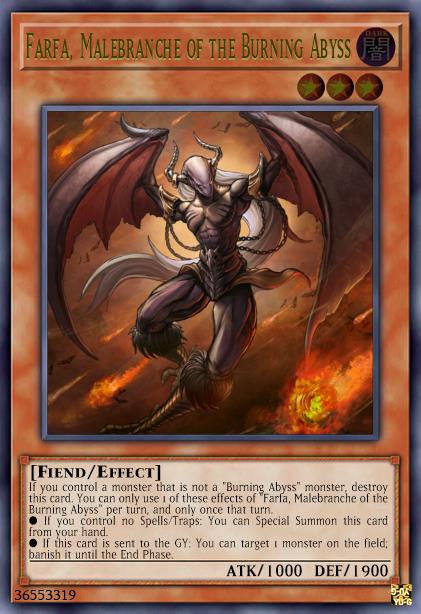 Farfa, Malebranche of the Burning Abyss
DARK
闇
[Fiend/Effect]
If you control a monster that is not a "Burning Abyss" monster, destroy
this card. You can only use 1 of these effects of "Farfa, Malebranche of the
Burning Abyss" per turn, and only once that turn.
● If you control no Spells/Traps: You can Special Summon this card
from your hand.
● If this card is sent to the GY: You can target 1 monster on the field;
banish it until the End Phase.
ATK/1000 DEF/1900
36553319